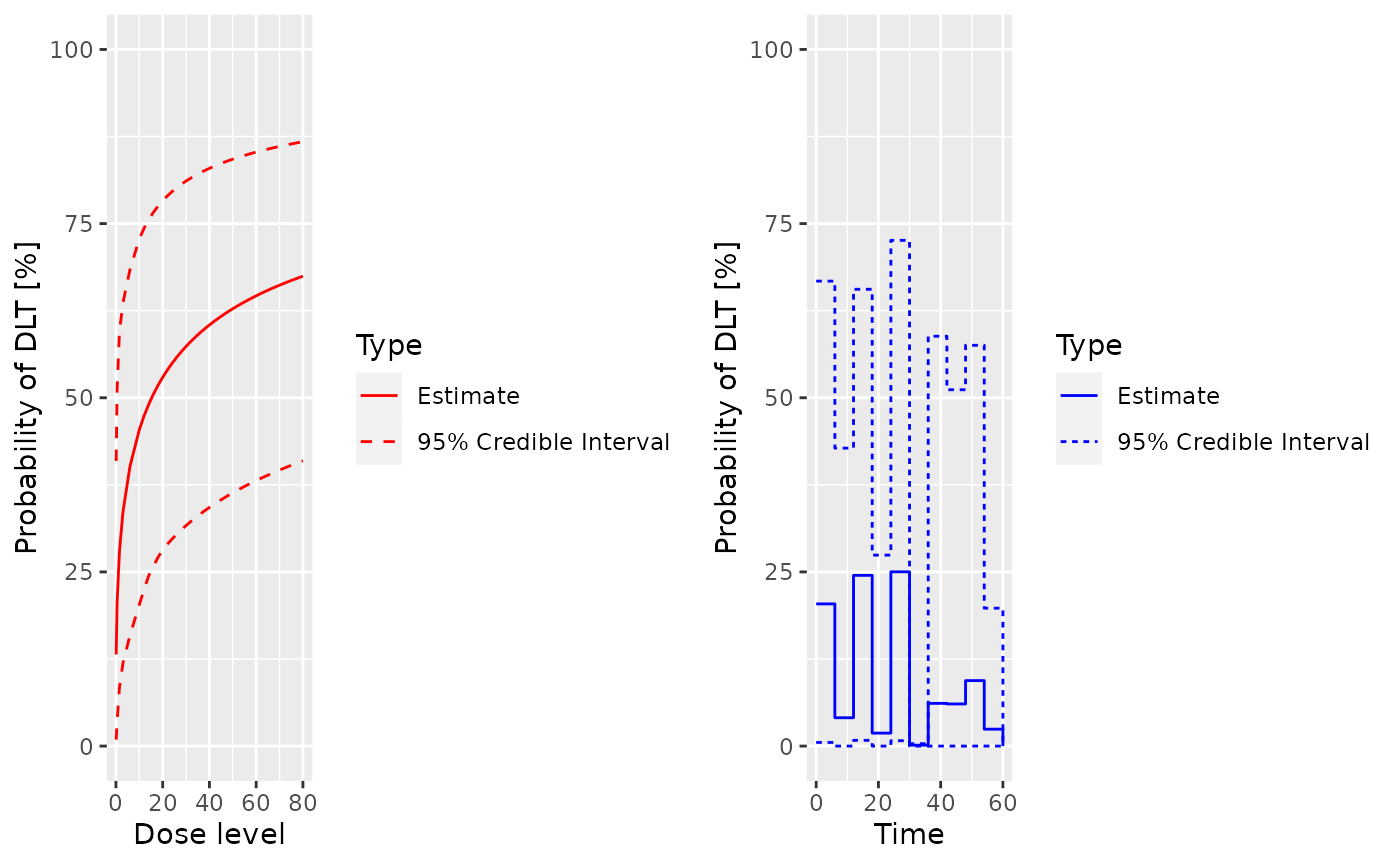 Probability of DLT [%]
100
75
50
25
0
0 20 40 60 80
Dose level
Type
Estimate
95% Credible Interval
Probability of DLT [%]
100
75
50
25
0
0 20 40 60
Time
Type
Estimate
95% Credible Interval